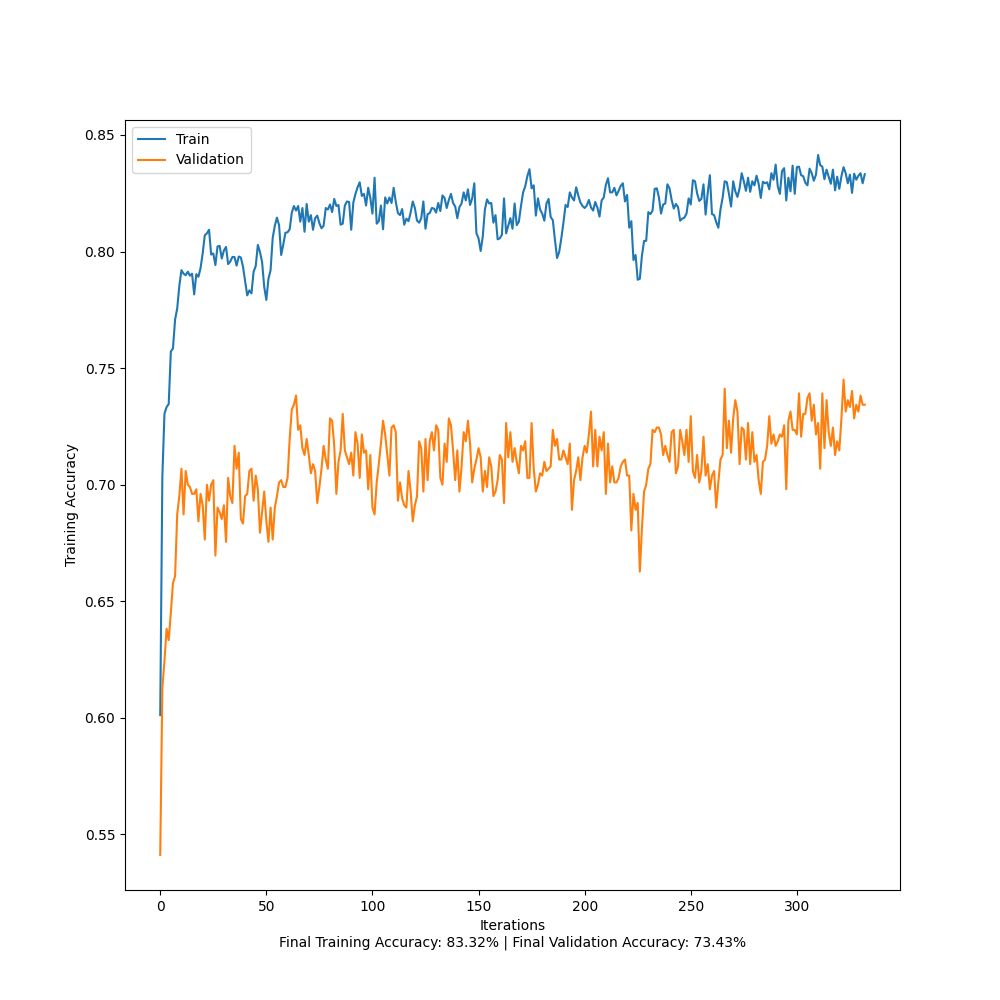 Train
Validation
0.85
0.80
0.75
0.70
0.65
0.60
0.55
Training Accuracy
0 50 100 150 200 250 300
Iterations
Final Training Accuracy: 83.32% | Final Validation Accuracy: 73.43%